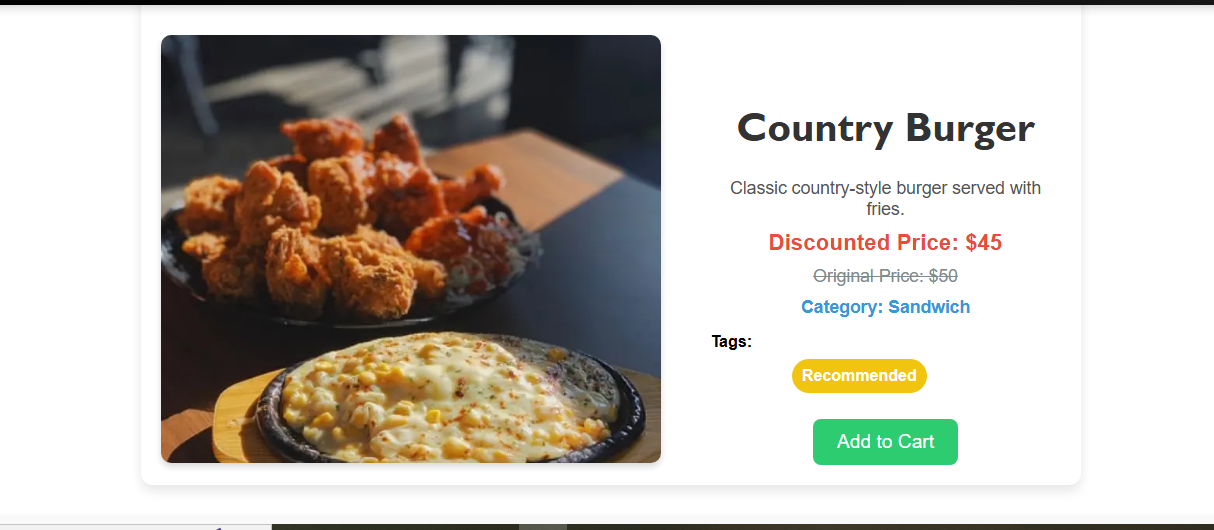 Country Burger
Classic country-style burger served with
fries.
Discounted Price: $45
Original Price: $50
Category: Sandwich
Tags:
Recommended
Add to Cart